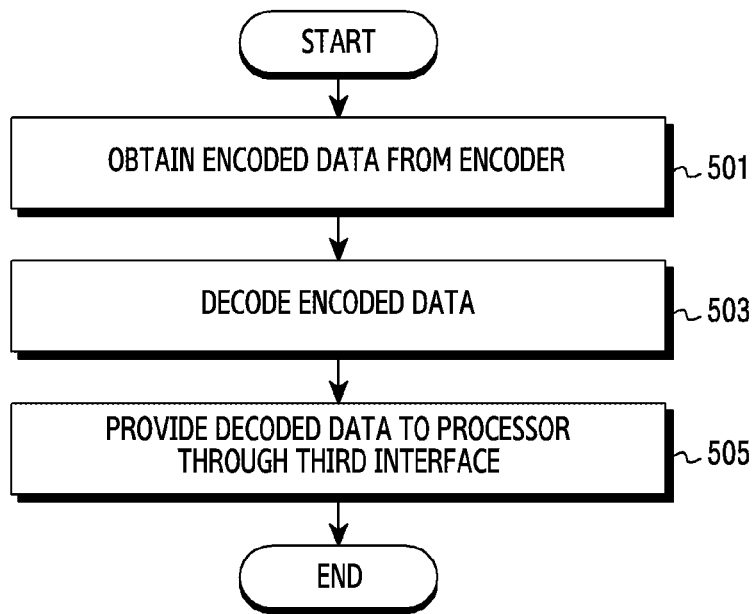 START
OBTAIN ENCODED DATA FROM ENCODER
501
DECODE ENCODED DATA
503
PROVIDE DECODED DATA TO PROCESSOR
THROUGH THIRD INTERFACE
505
END